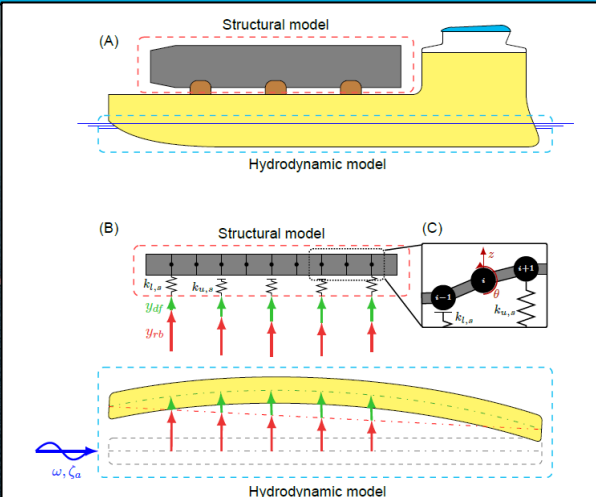 Structural model
(A)
Hydrodynamic model
(B)
Structural model
(C)
z
i+1
i
θ
i−1
k_{l,s}
k_{u,s}
k_{l,s}
k_{u,s}
y_{df}
y_{rb}
ω, ζ_a
Hydrodynamic model